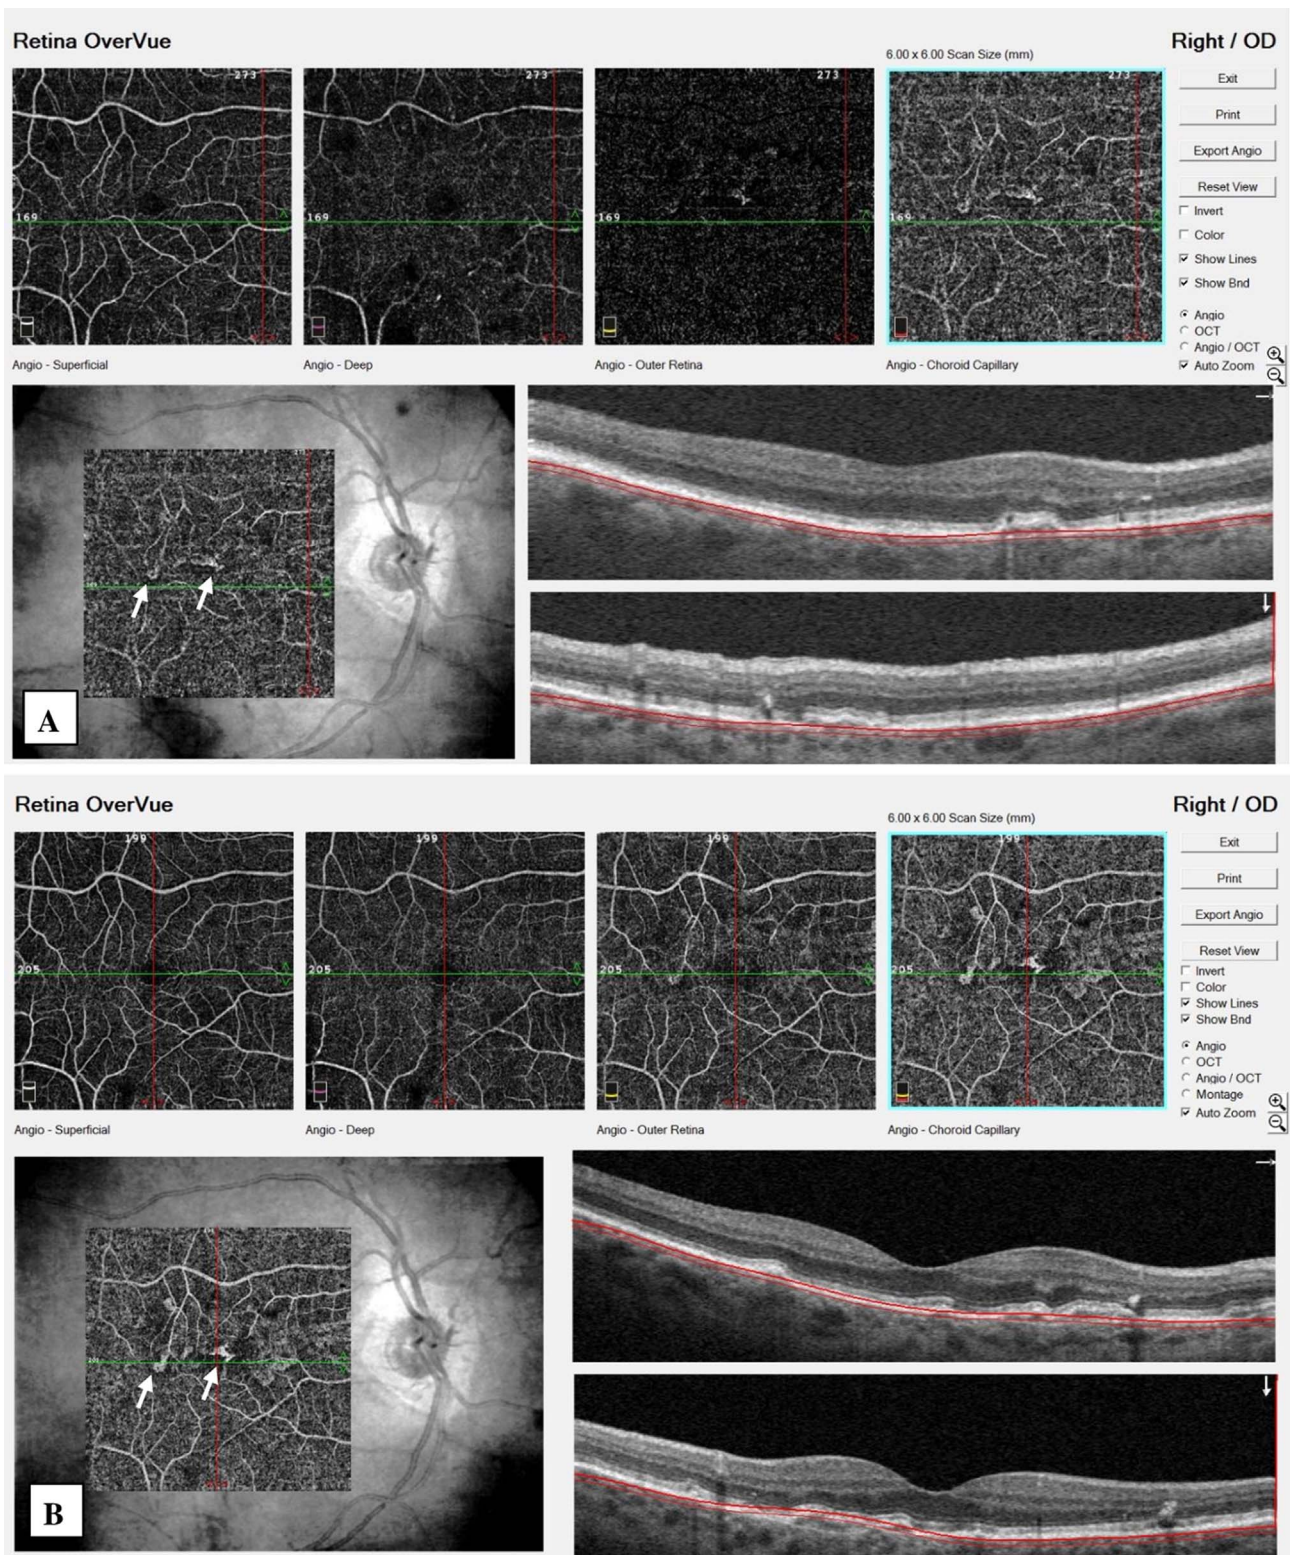 Retina OverVue
Right / OD
6.00 x 6.00 Scan Size (mm)
273
273
273
273
169
169
169
169
Exit
Print
Export Angio
Reset View
Invert
Color
Show Lines
Show Bnd
Angio
OCT
Angio / OCT
Auto Zoom
Angio - Superficial
Angio - Deep
Angio - Outer Retina
Angio - Choroid Capillary
A
Retina OverVue
Right / OD
6.00 x 6.00 Scan Size (mm)
199
199
199
199
205
205
205
205
Exit
Print
Export Angio
Reset View
Invert
Color
Show Lines
Show Bnd
Angio
OCT
Angio / OCT
Montage
Auto Zoom
Angio - Superficial
Angio - Deep
Angio - Outer Retina
Angio - Choroid Capillary
B